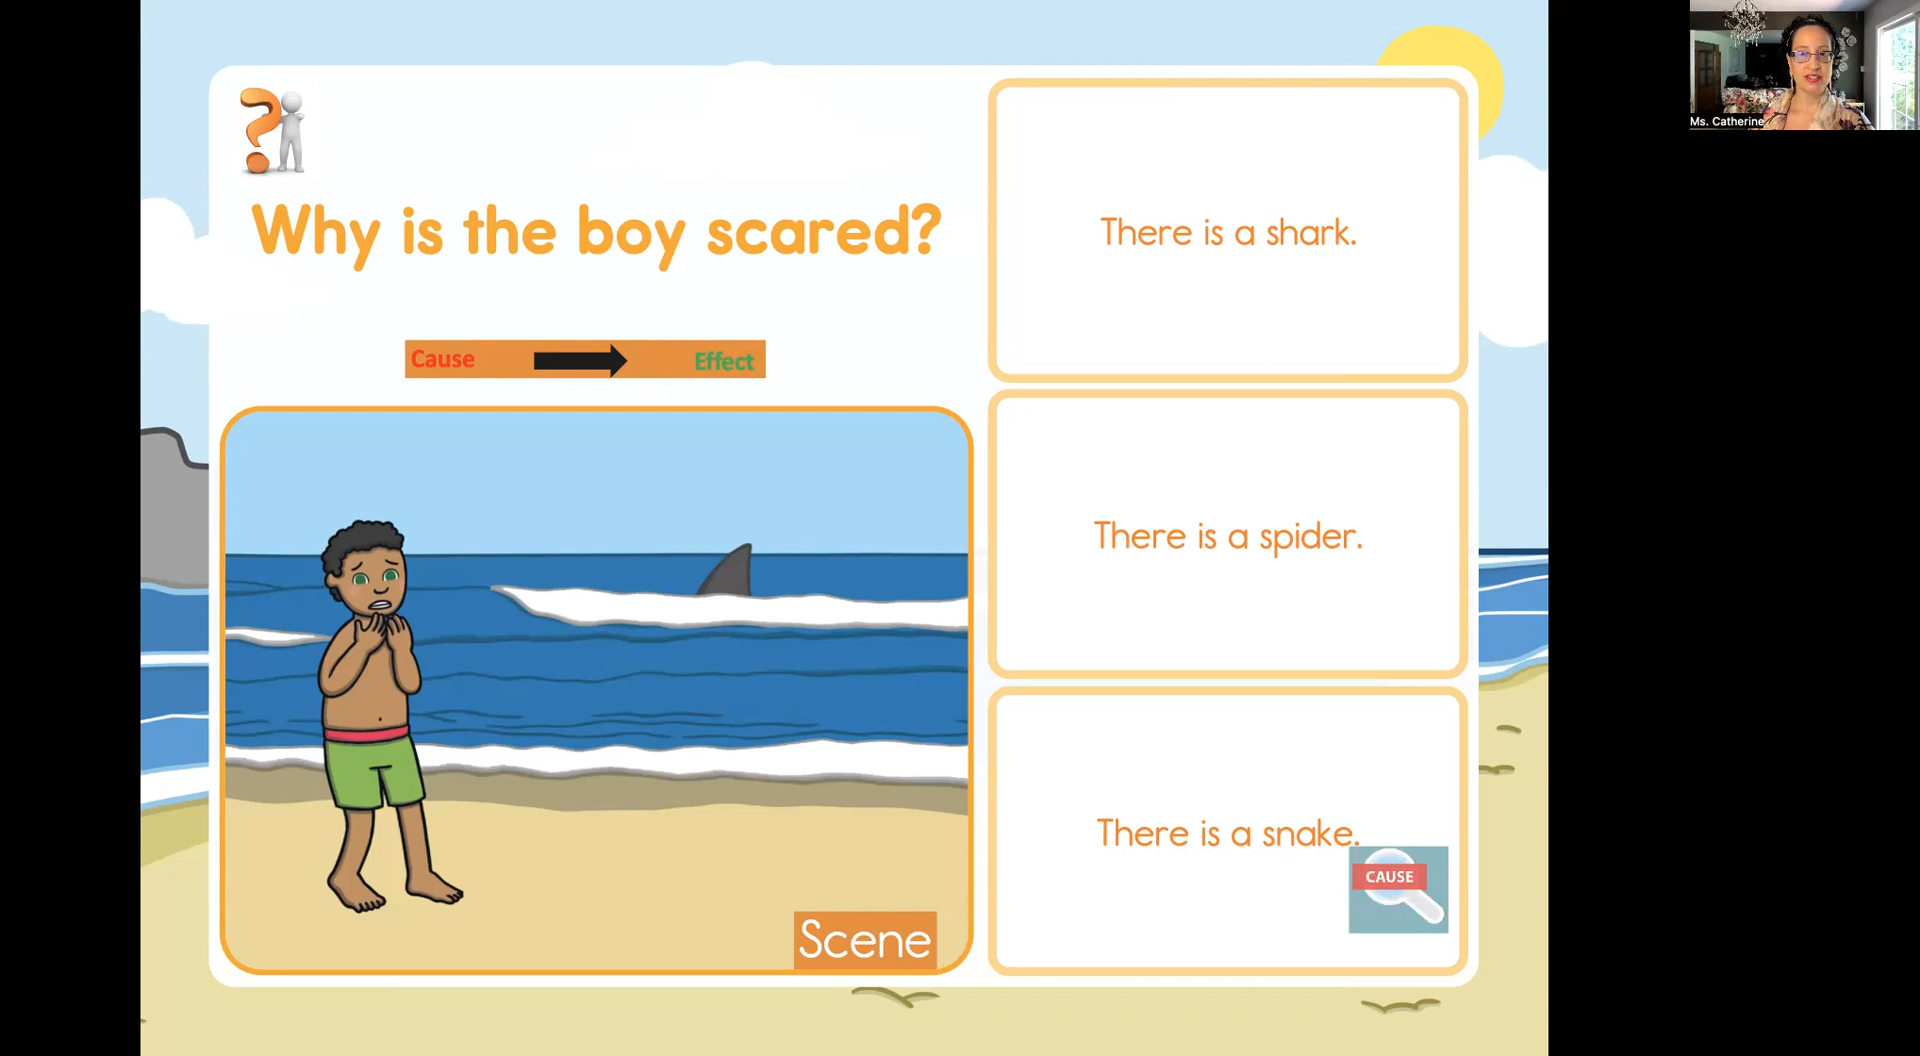 Why is the boy scared?
Cause Effect
Scene
There is a shark.
There is a spider.
There is a snake.
CAUSE
Ms. Catherine